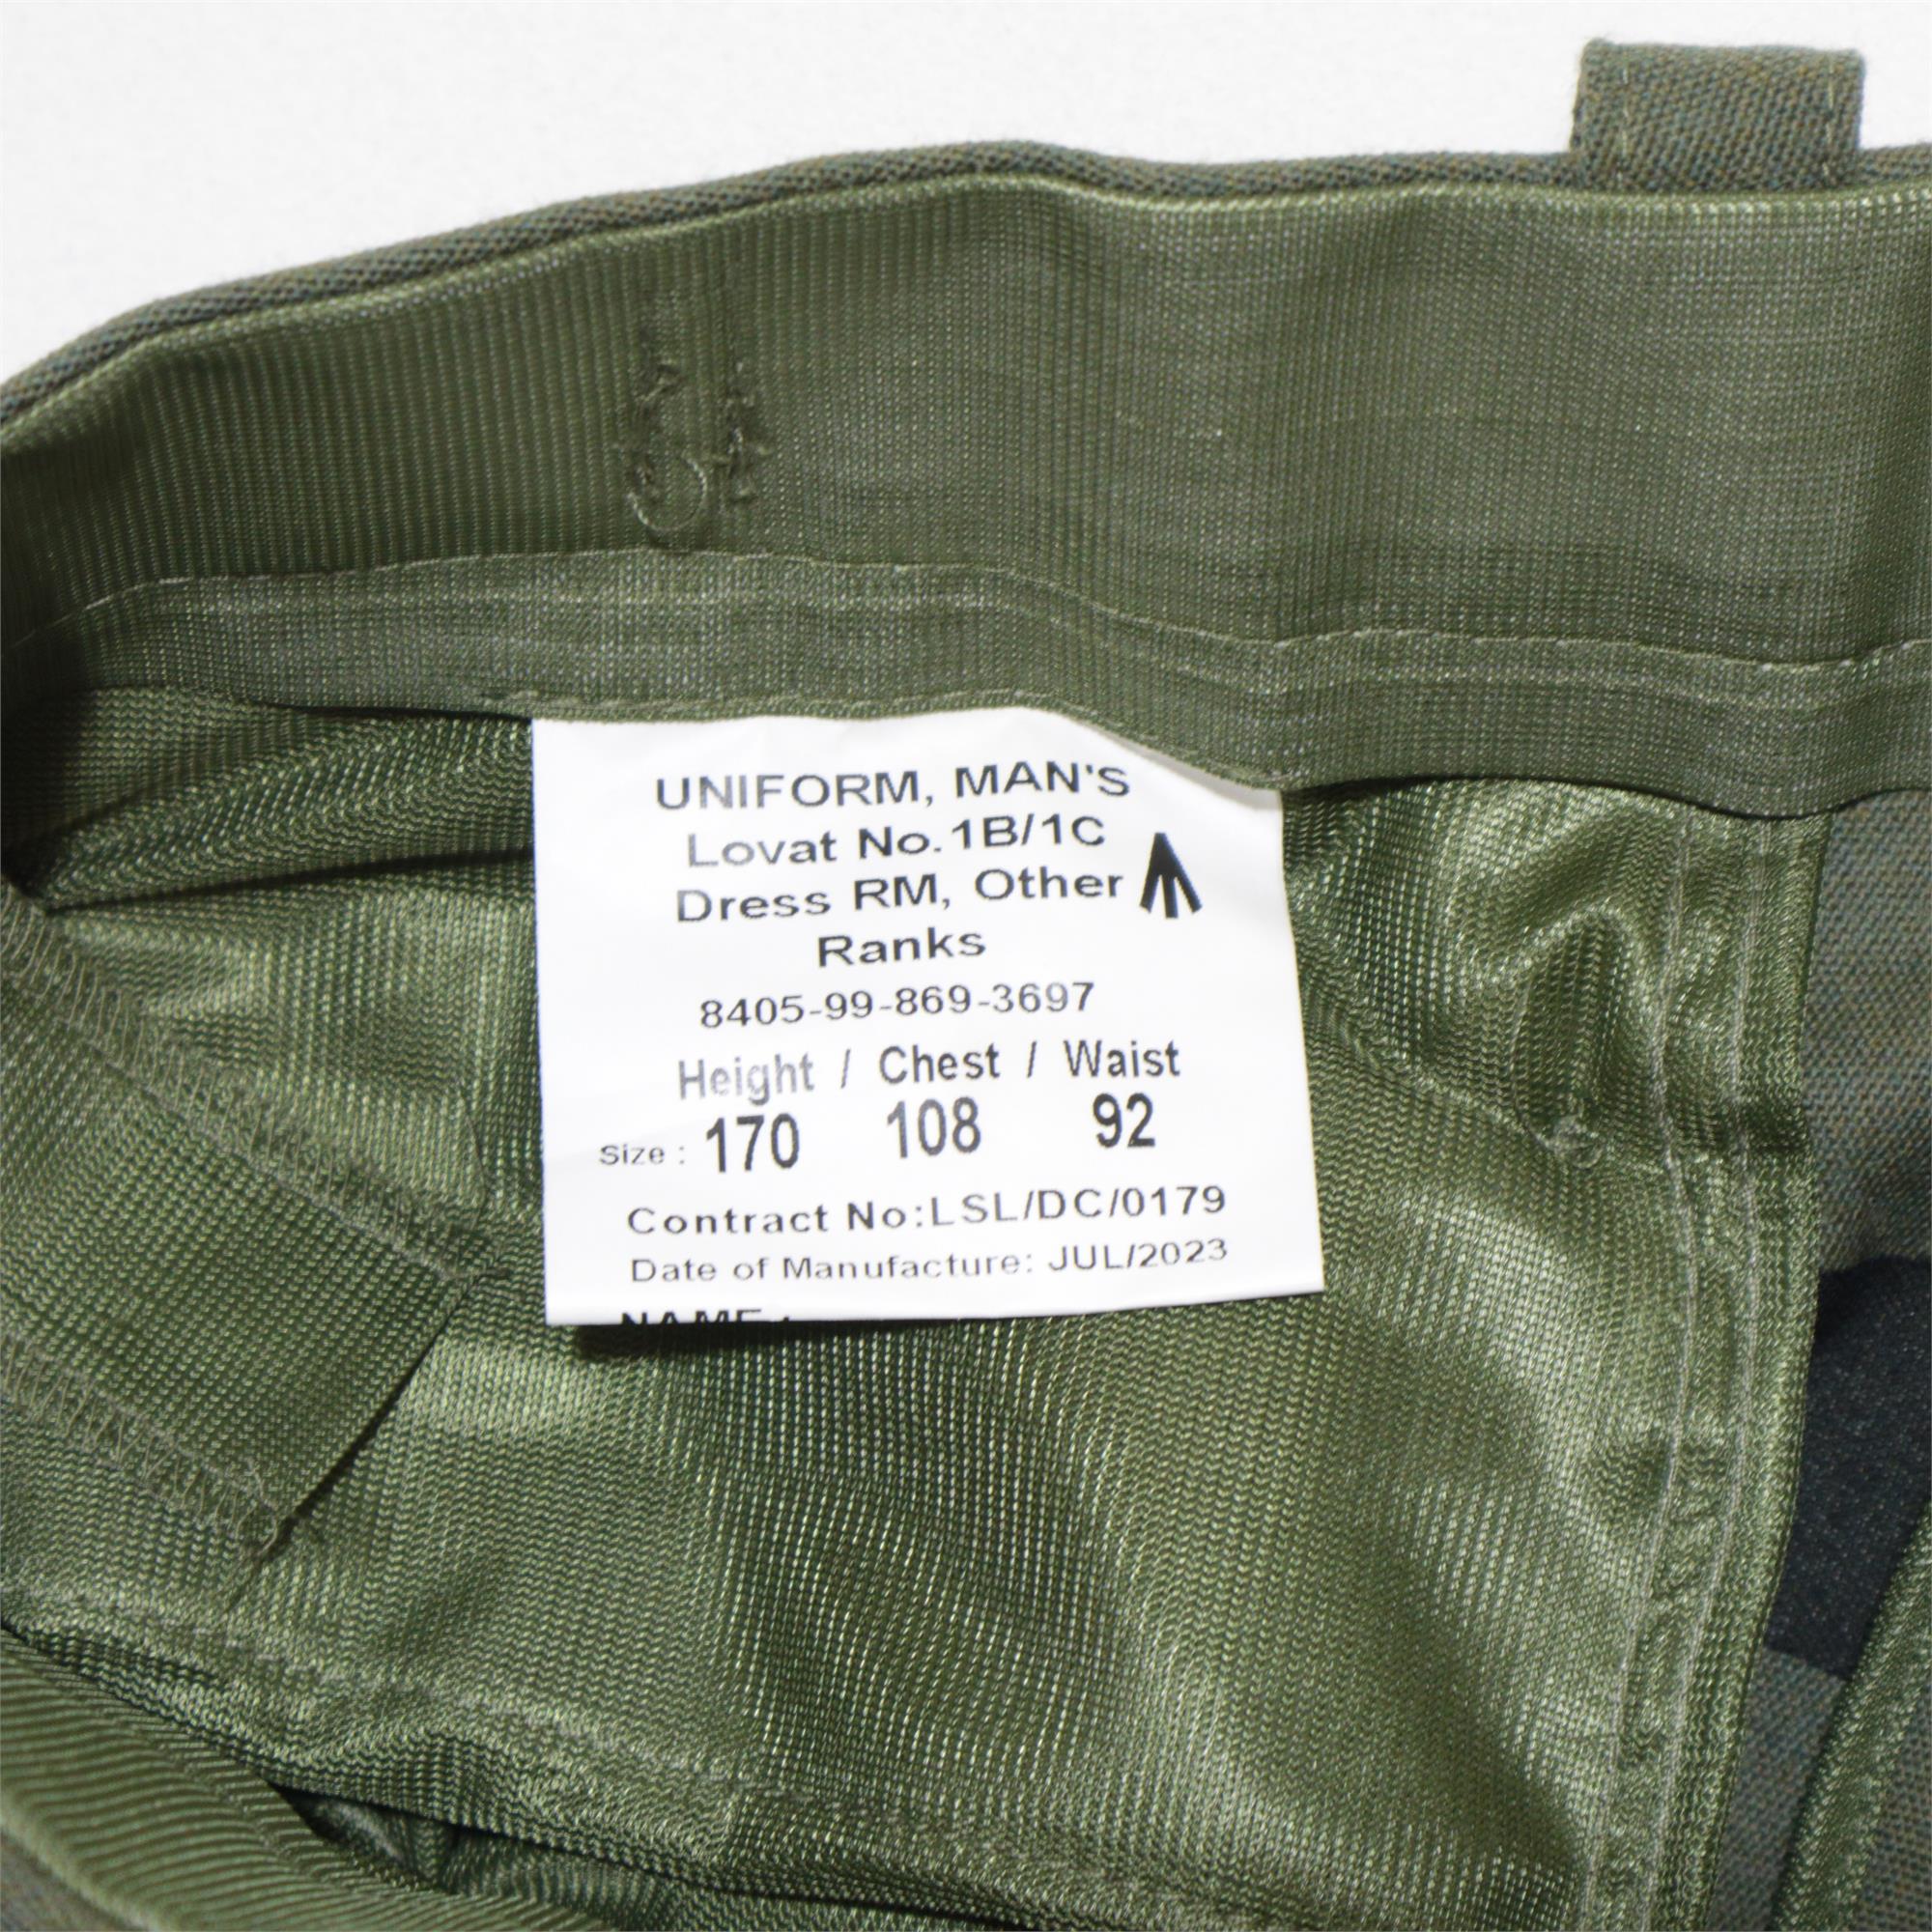 UNIFORM, MAN'S
Lovat No.1B/1C
Dress RM, Other
Ranks
8405-99-869-3697
Height / Chest / Waist
Size : 170 108 92
Contract No:LSL/DC/0179
Date of Manufacture: JUL/2023
NAME :